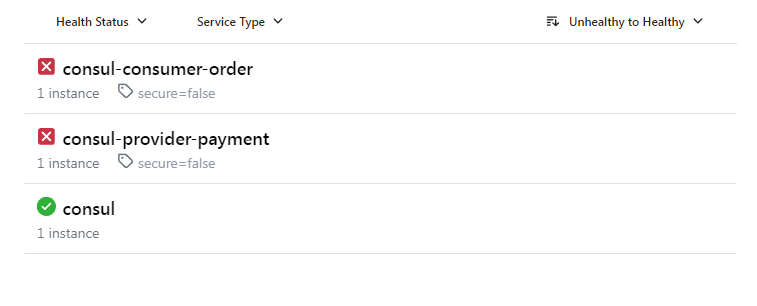 Health Status Service Type Unhealthy to Healthy
consul-consumer-order
1 instance secure=false
consul-provider-payment
1 instance secure=false
consul
1 instance